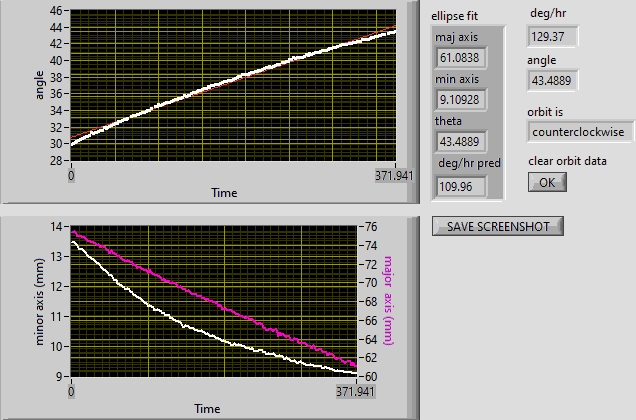 46
44
42
40
38
36
34
32
30
28
angle
0
371.941
Time
ellipse fit
maj axis
61.0838
min axis
9.10928
theta
43.4889
deg/hr pred
109.96
deg/hr
129.37
angle
43.4889
orbit is
counterclockwise
clear orbit data
OK
SAVE SCREENSHOT
14
13
12
11
10
9
minor axis (mm)
76
74
72
70
68
66
64
62
60
major axis (mm)
0
371.941
Time